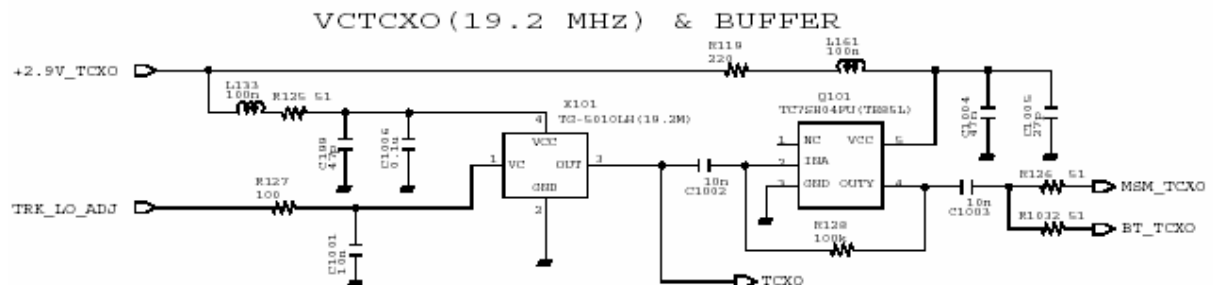 VCTCXO(19.2 MHz) & BUFFER
R119
220
L161
100n
+2.9V_TCXO
L133
100n
R125 51
X101
TG-5010LH(19.2M)
Q101
TC7SH04FU(TE85L)
C1004
47n
C1005
27p
4
VCC
1
VC
OUT
3
GND
2
C199
47p
C1006
0.1u
1
NC
VCC
5
2
INA
3
GND
OUTY
4
10n
C1002
R127
100
TRK_LO_ADJ
C1001
10n
R128
100k
10n
C1003
R126 51
MSM_TCXO
R1032 51
BT_TCXO
TCXO